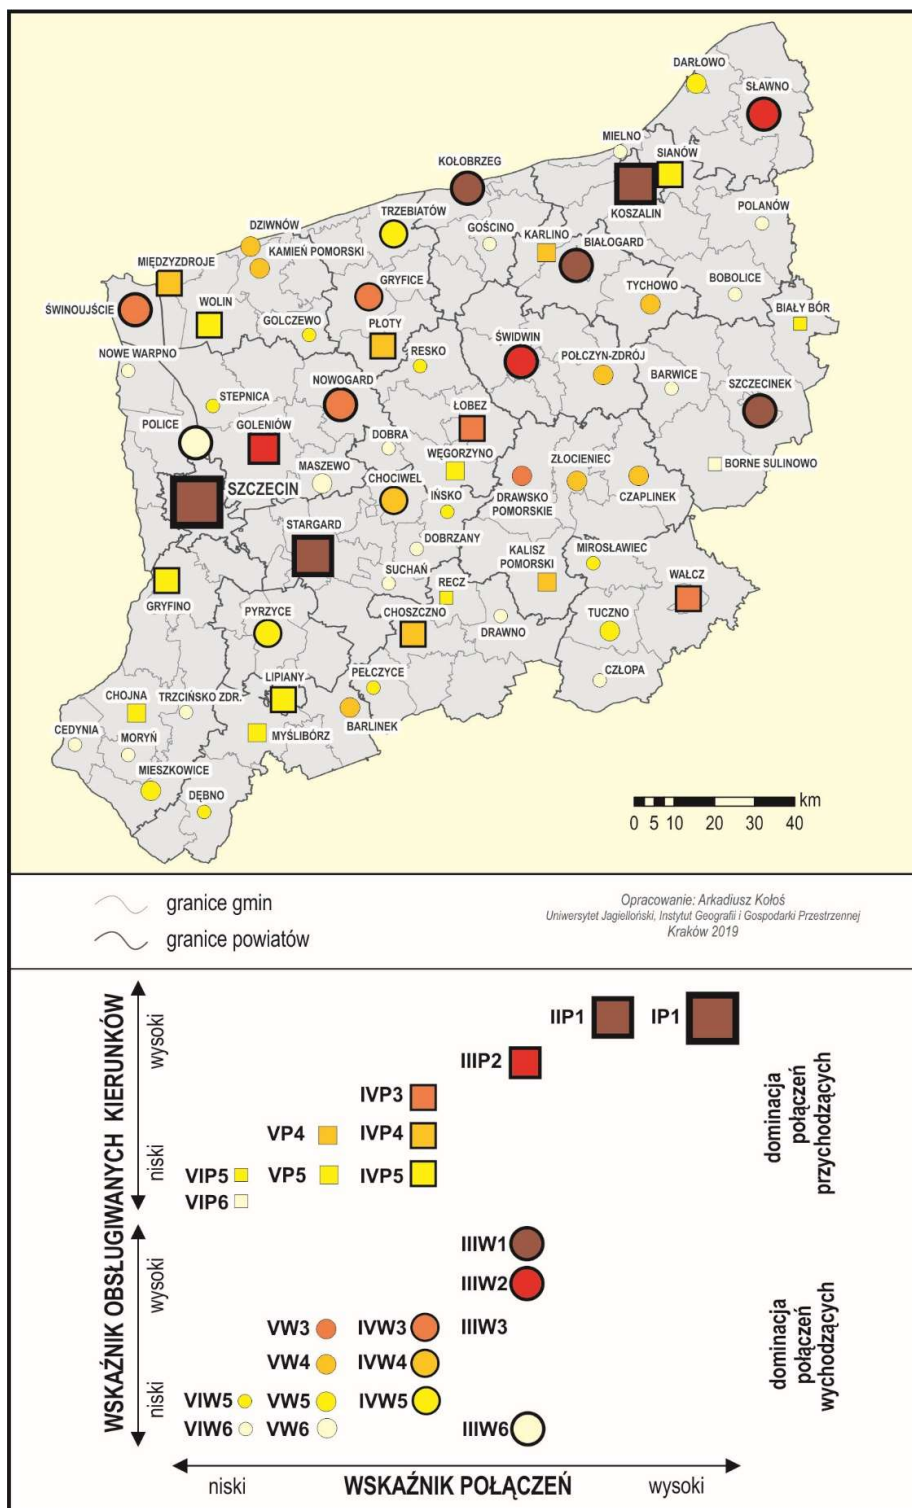 DARŁOWO
SŁAWNO
MIELNO
SIANÓW
KOŁOBRZEG
KOSZALIN
POLANÓW
TRZEBIATÓW
DZIWNÓW
GOŚCINO
KARLINO
BIAŁOGARD
KAMIEŃ POMORSKI
MIĘDZYZDROJE
GRYFICE
TYCHOWO
BOBOLICE
ŚWINOUJŚCIE
WOLIN
BIAŁY BÓR
GOLCZEWO
PŁOTY
ŚWIDWIN
NOWE WARPNO
RESKO
POŁCZYN-ZDRÓJ
BARWICE
SZCZECINEK
NOWOGARD
STEPNICA
ŁOBEZ
POLICE
GOLENIÓW
DOBRA
WĘGORZYNO
ZŁOCIENIEC
BORNE SULINOWO
MASZEWO
CHOCIWEL
SZCZECIN
IŃSKO
DRAWSKO
POMORSKIE
CZAPLINEK
STARGARD
DOBRZANY
KALISZ
POMORSKI
MIROSŁAWIEC
SUCHAŃ
WAŁCZ
GRYFINO
RECZ
PYRZYCE
CHOSZCZNO
TUCZNO
DRAWNO
LIPIANY
PEŁCZYCE
CZŁOPA
CHOJNA
TRZCIŃSKO ZDR.
BARLINEK
CEDYNIA
MORYŃ
MYŚLIBÓRZ
MIESZKOWICE
DĘBNO
km
0 5 10 20 30 40
granice gmin
granice powiatów
Opracowanie: Arkadiusz Kołoś
Uniwersytet Jagielloński, Instytut Geografii i Gospodarki Przestrzennej
Kraków 2019
WSKAŹNIK OBSŁUGIWANYCH KIERUNKÓW
wysoki
niski
IIP1 IP1
IIIP2
IVP3
VP4 IVP4
VIP5 VP5 IVP5
VIP6
dominacja
połączeń
przychodzących
wysoki
niski
IIIW1
IIIW2
VW3 IVW3 IIIW3
VW4 IVW4
VIW5 VW5 IVW5
VIW6 VW6 IIIW6
dominacja
połączeń
wychodzących
niski WSKAŹNIK POŁĄCZEŃ wysoki